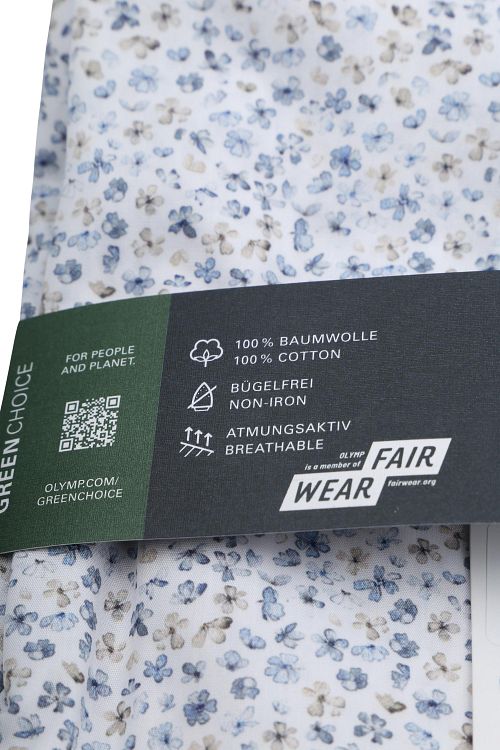 GREEN CHOICE
FOR PEOPLE
AND PLANET.
OLYMP.COM/
GREENCHOICE
100 % BAUMWOLLE
100 % COTTON
BÜGELFREI
NON-IRON
ATMUNGSAKTIV
BREATHABLE
OLYMP
is a member of
FAIR
WEAR
fairwear.org